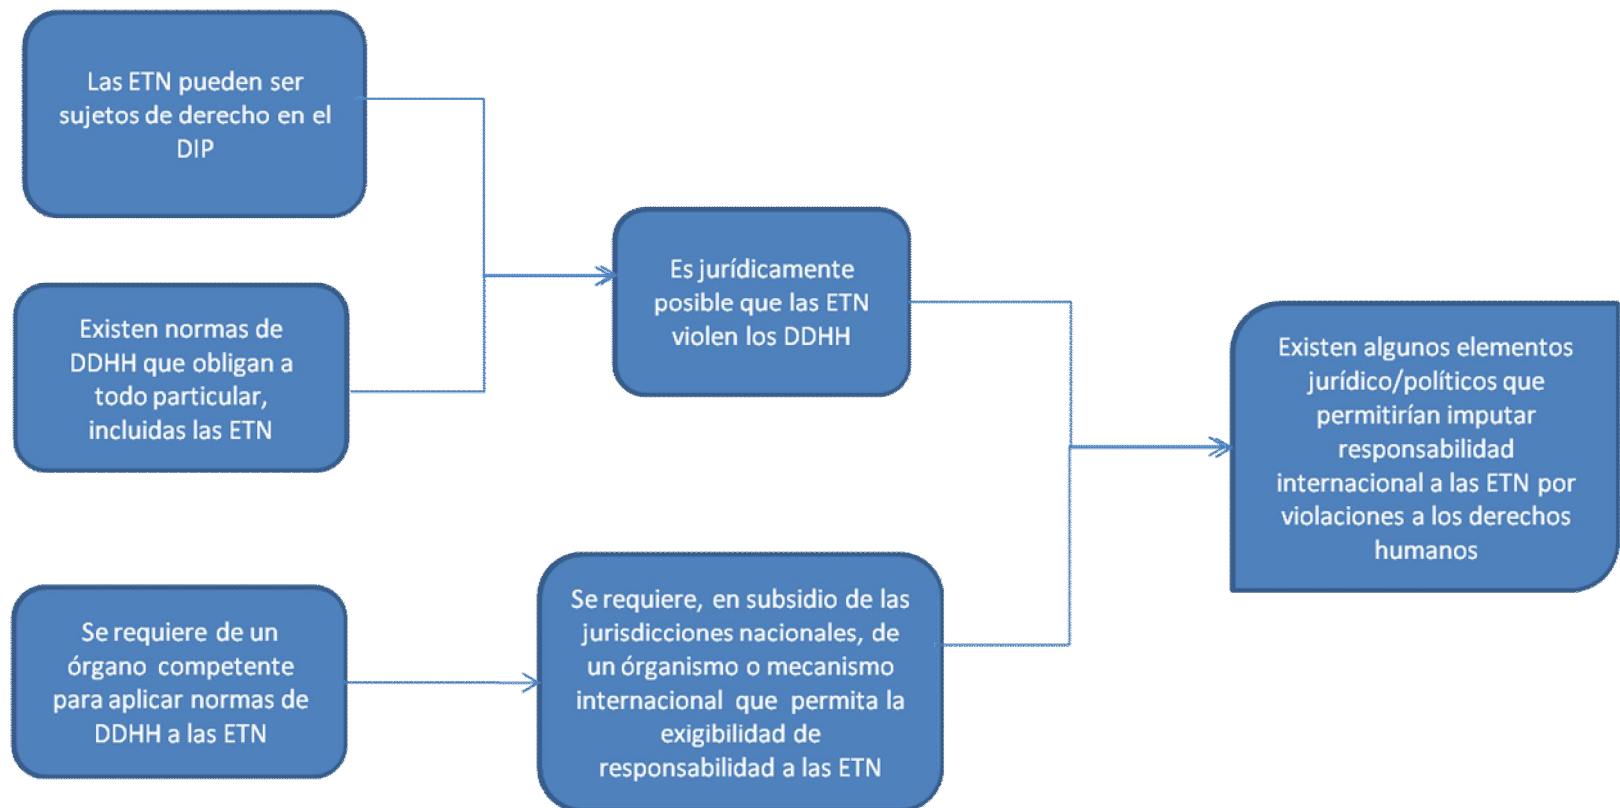 Las ETN pueden ser
sujetos de derecho en el
DIP
Existen normas de
DDHH que obligan a
todo particular,
incluidas las ETN
Se requiere de un
órgano competente
para aplicar normas de
DDHH a las ETN
Es jurídicamente
posible que las ETN
violen los DDHH
Se requiere, en subsidio de las
jurisdicciones nacionales, de
un órganismo o mecanismo
internacional que permita la
exigibilidad de
responsabilidad a las ETN
Existen algunos elementos
jurídico/políticos que
permitirían imputar
responsabilidad
internacional a las ETN por
violaciones a los derechos
humanos